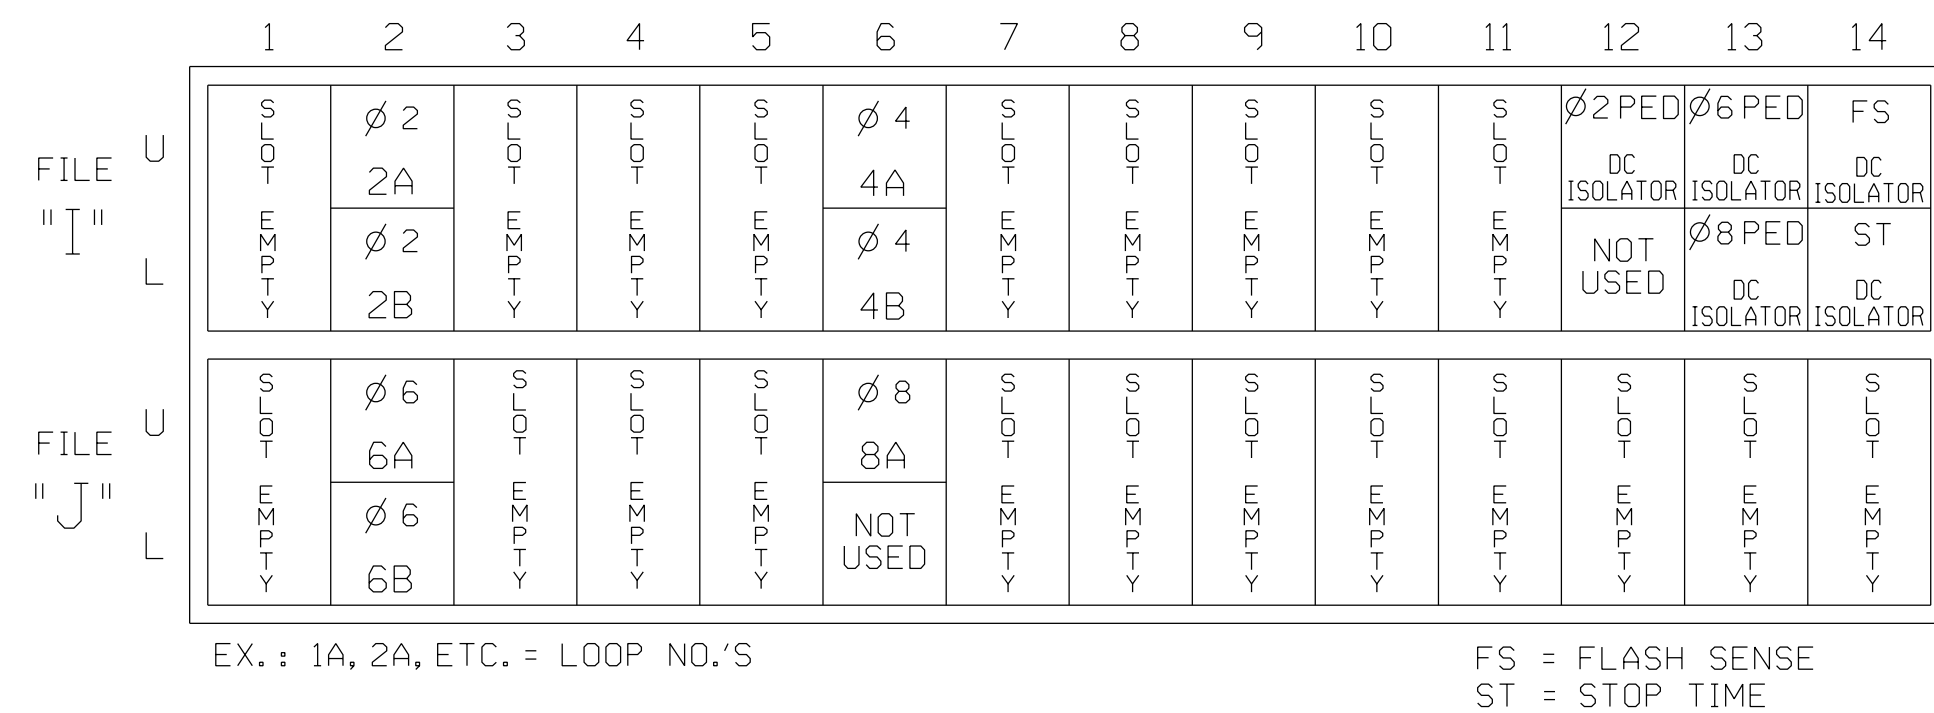 1 2 3 4 5 6 7 8 9 10 11 12 13 14
FILE
"I"
U
L
SLOT EMPTY
Ø 2
2A
Ø 2
2B
SLOT EMPTY
SLOT EMPTY
SLOT EMPTY
Ø 4
4A
Ø 4
4B
SLOT EMPTY
SLOT EMPTY
SLOT EMPTY
SLOT EMPTY
SLOT EMPTY
Ø2 PED
DC
ISOLATOR
NOT
USED
Ø6 PED
DC
ISOLATOR
Ø8 PED
DC
ISOLATOR
FS
DC
ISOLATOR
ST
DC
ISOLATOR
FILE
"J"
U
L
SLOT EMPTY
Ø 6
6A
Ø 6
6B
SLOT EMPTY
SLOT EMPTY
SLOT EMPTY
Ø 8
8A
NOT
USED
SLOT EMPTY
SLOT EMPTY
SLOT EMPTY
SLOT EMPTY
SLOT EMPTY
SLOT EMPTY
SLOT EMPTY
SLOT EMPTY
EX.: 1A, 2A, ETC. = LOOP NO.'S
FS = FLASH SENSE
ST = STOP TIME